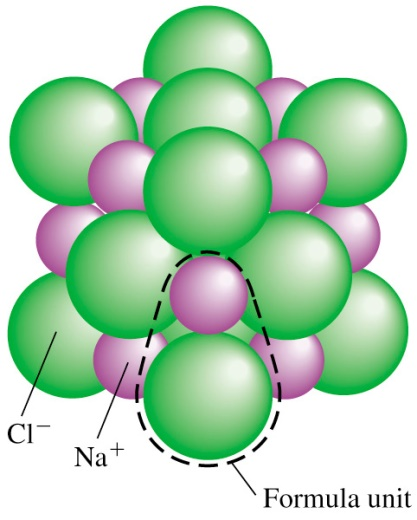 Cl⁻
Na⁺
Formula unit